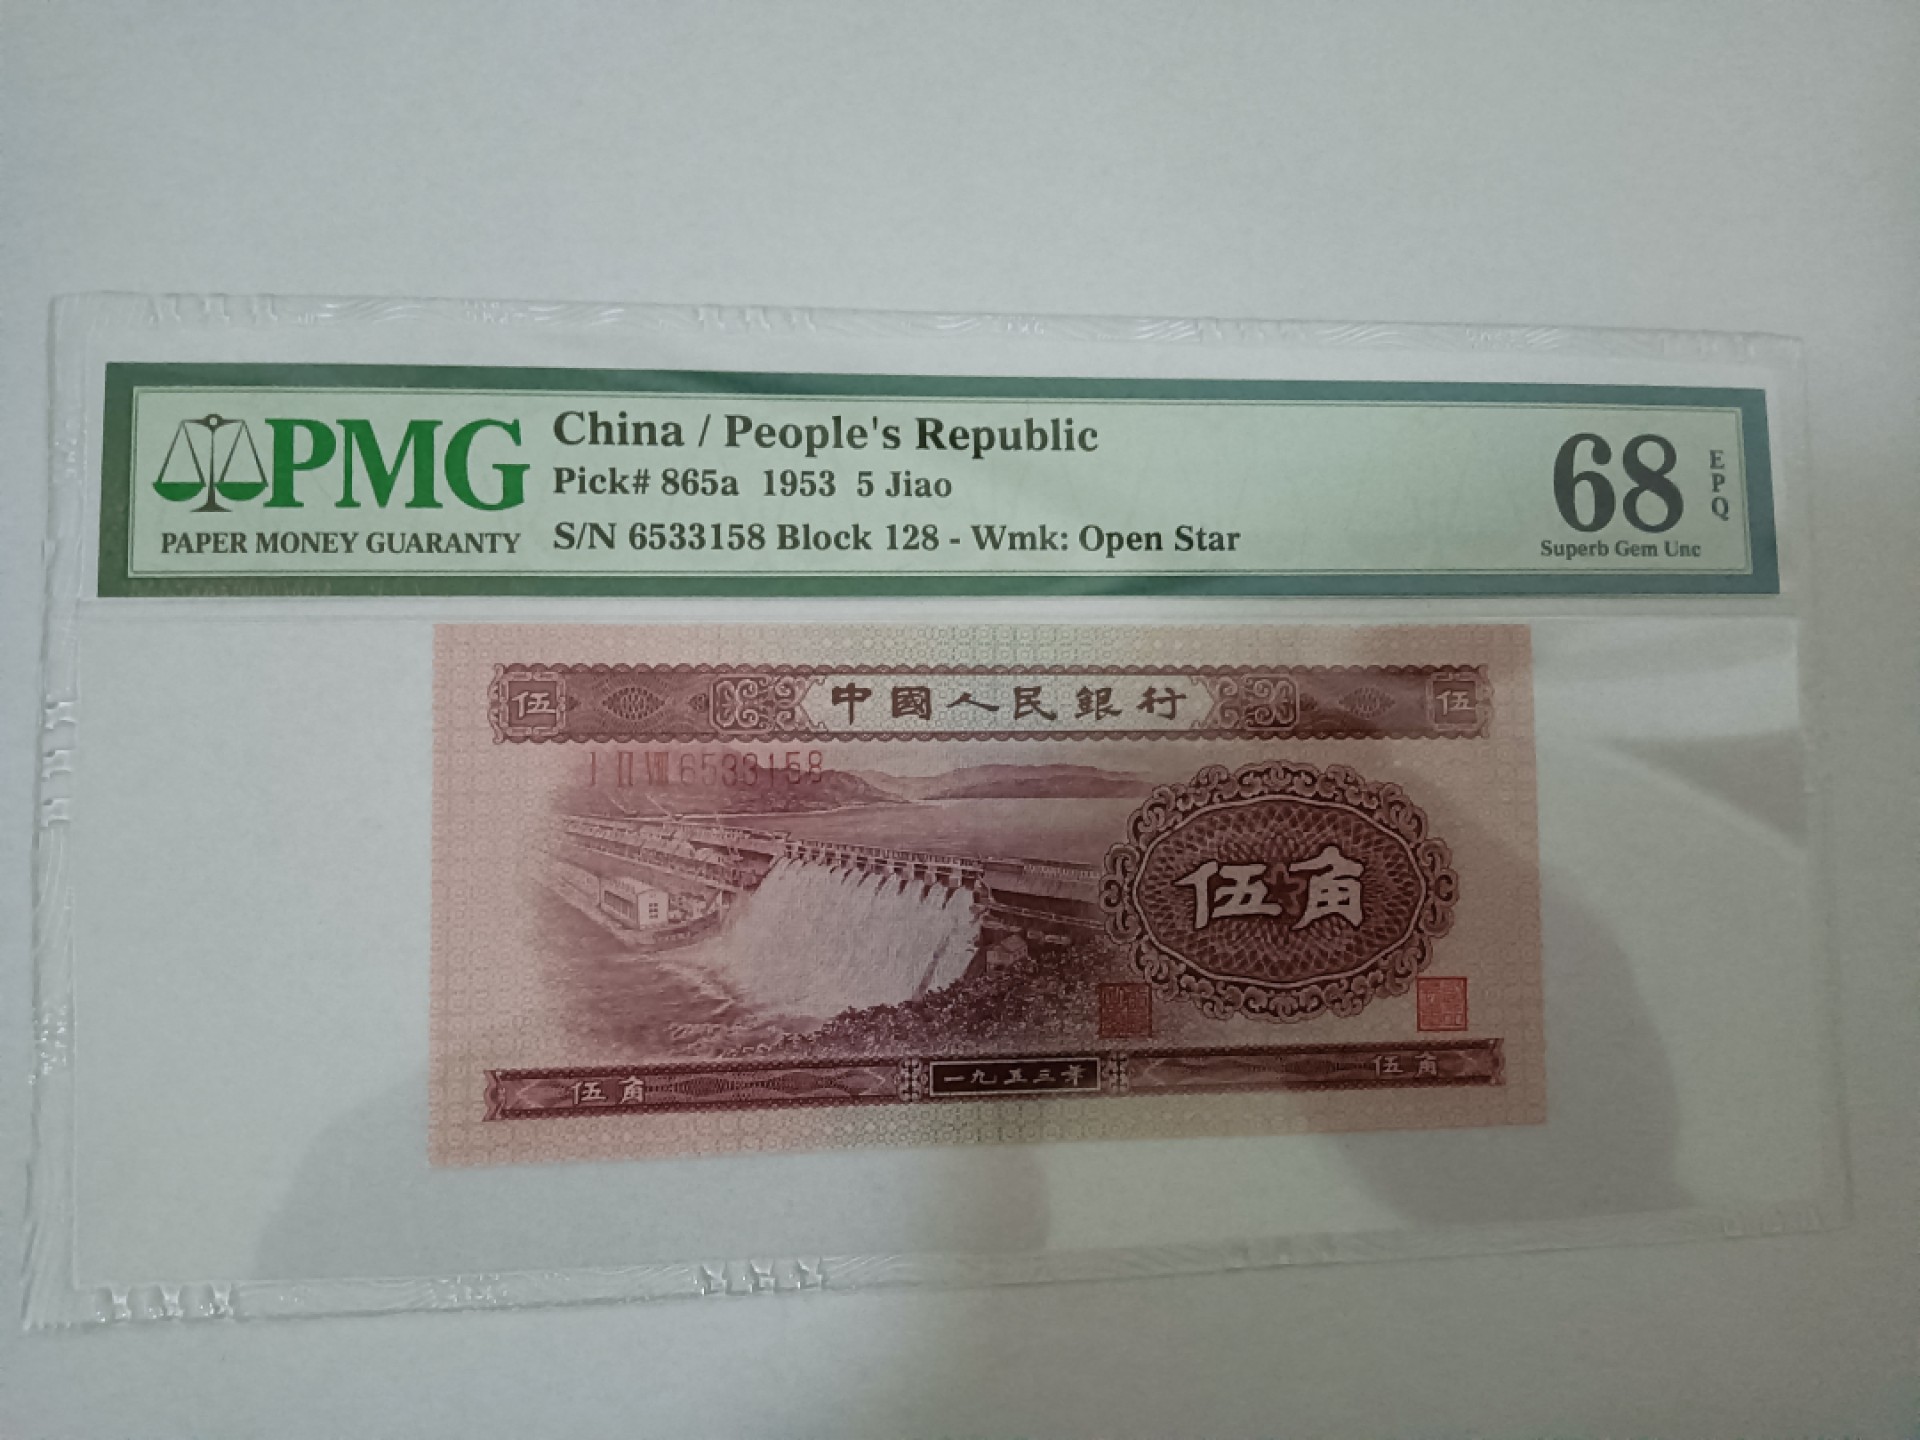 PMG
PAPER MONEY GUARANTY
China / People's Republic
Pick# 865a 1953 5 Jiao
S/N 6533158 Block 128 - Wmk: Open Star
68
EPQ
Superb Gem Unc
伍 中國人民銀行 伍
I II VIII 6533158
伍角
伍角 一九五三年 伍角